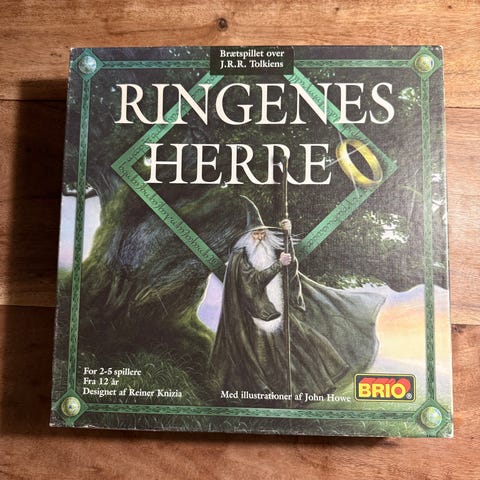 Brætspillet over
J.R.R. Tolkiens
RINGENES
HERRE
For 2-5 spillere
Fra 12 år
Designet af Reiner Knizia
Med illustrationer af John Howe
BRIO®